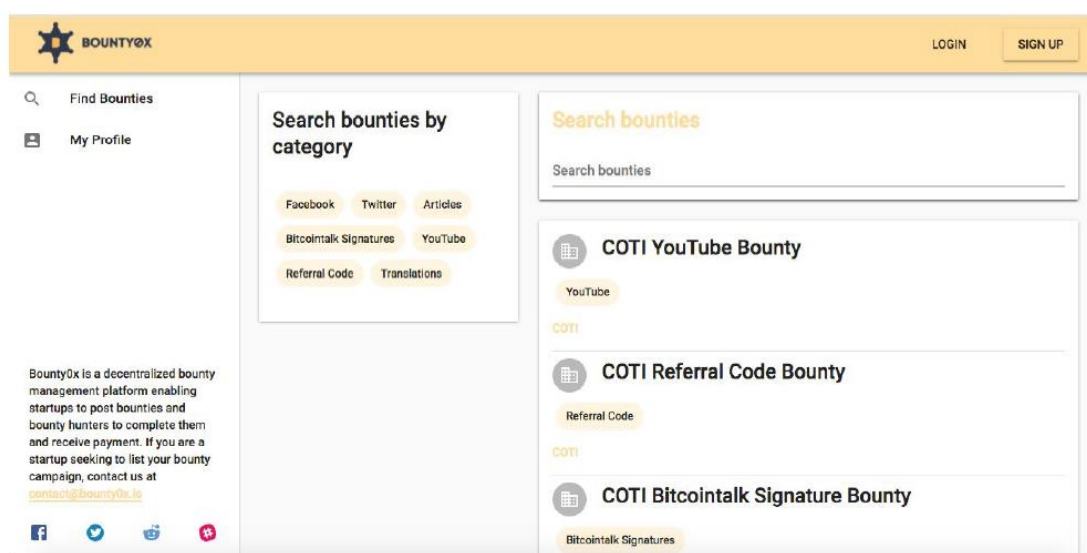 BOUNTY0X
LOGIN
SIGN UP
Find Bounties
My Profile
Bounty0x is a decentralized bounty
management platform enabling
startups to post bounties and
bounty hunters to complete them
and receive payment. If you are a
startup seeking to list your bounty
campaign, contact us at
contact@bounty0x.io
Search bounties by
category
Facebook Twitter Articles
Bitcointalk Signatures YouTube
Referral Code Translations
Search bounties
Search bounties
COTI YouTube Bounty
YouTube
COTI
COTI Referral Code Bounty
Referral Code
COTI
COTI Bitcointalk Signature Bounty
Bitcointalk Signatures